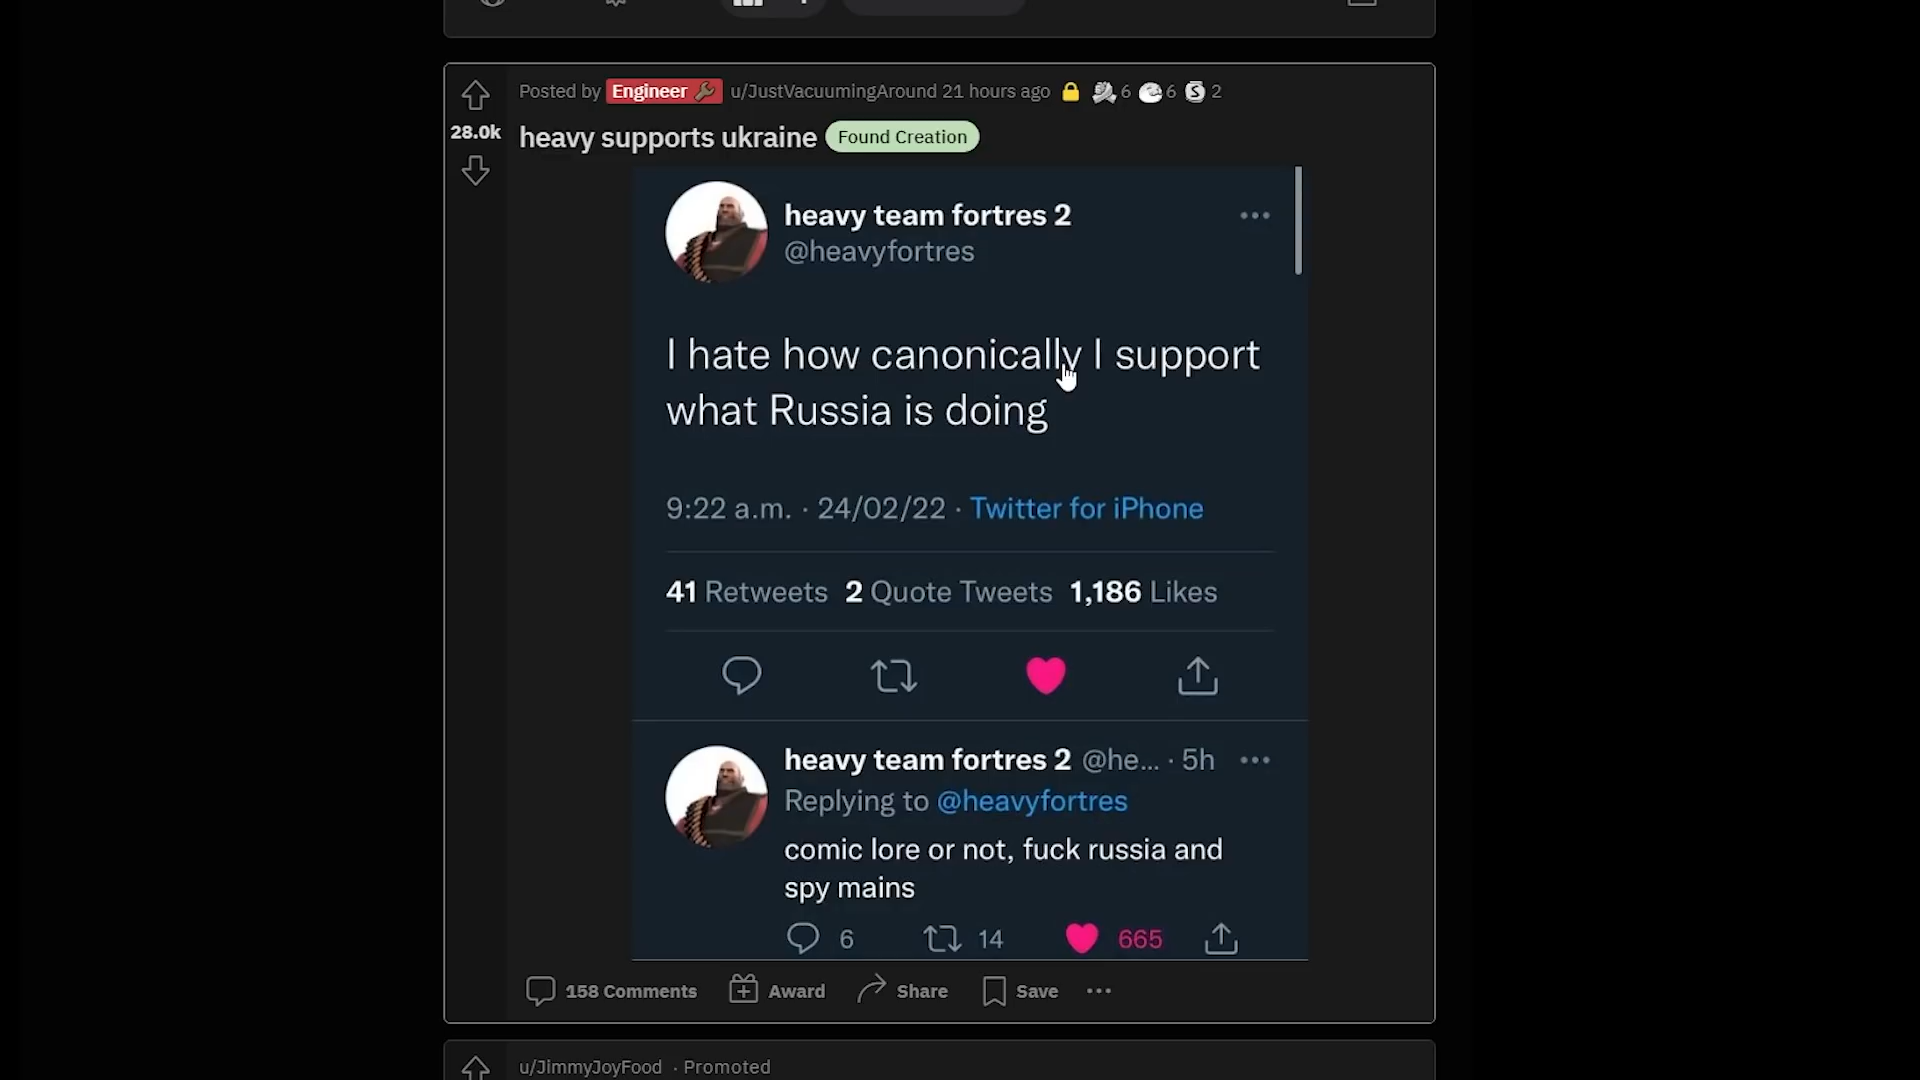 Posted by Engineer u/JustVacuumingAround 21 hours ago 6 6 2
28.0k
heavy supports ukraine Found Creation
heavy team fortres 2
@heavyfortres
I hate how canonically I support
what Russia is doing
9:22 a.m. · 24/02/22 · Twitter for iPhone
41 Retweets 2 Quote Tweets 1,186 Likes
heavy team fortres 2 @he... · 5h
Replying to @heavyfortres
comic lore or not, fuck russia and
spy mains
6 14 665
158 Comments Award Share Save
u/JimmyJoyFood · Promoted